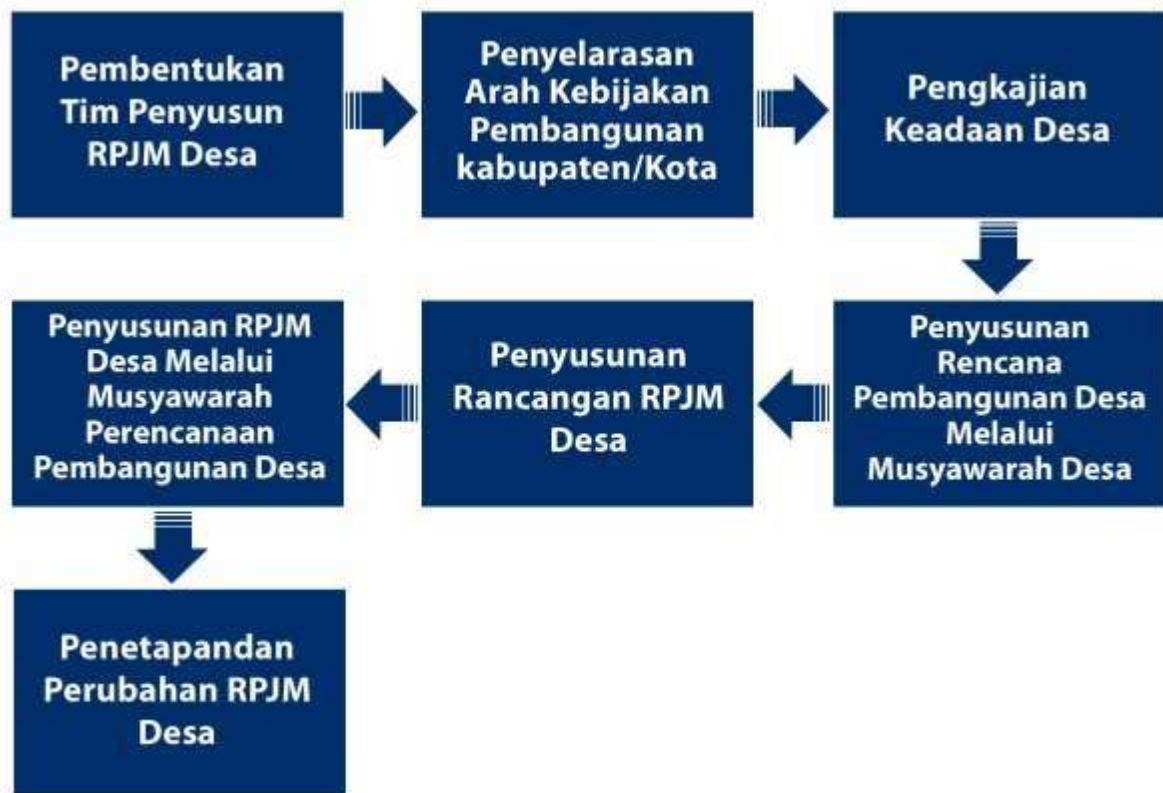 Pembentukan
Tim Penyusun
RPJM Desa
Penyelarasan
Arah Kebijakan
Pembangunan
kabupaten/Kota
Pengkajian
Keadaan Desa
Penyusunan
Rencana
Pembangunan Desa
Melalui
Musyawarah Desa
Penyusunan
Rancangan RPJM
Desa
Penyusunan RPJM
Desa Melalui
Musyawarah
Perencanaan
Pembangunan Desa
Penetapandan
Perubahan RPJM
Desa